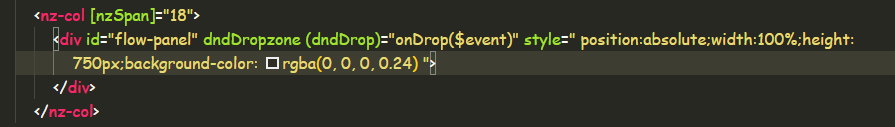 <nz-col [nzSpan]="18">
<div id="flow-panel" dndDropzone (dndDrop)="onDrop($event)" style=" position:absolute;width:100%;height:
750px;background-color: rgba(0, 0, 0, 0.24) ">
</div>
</nz-col>